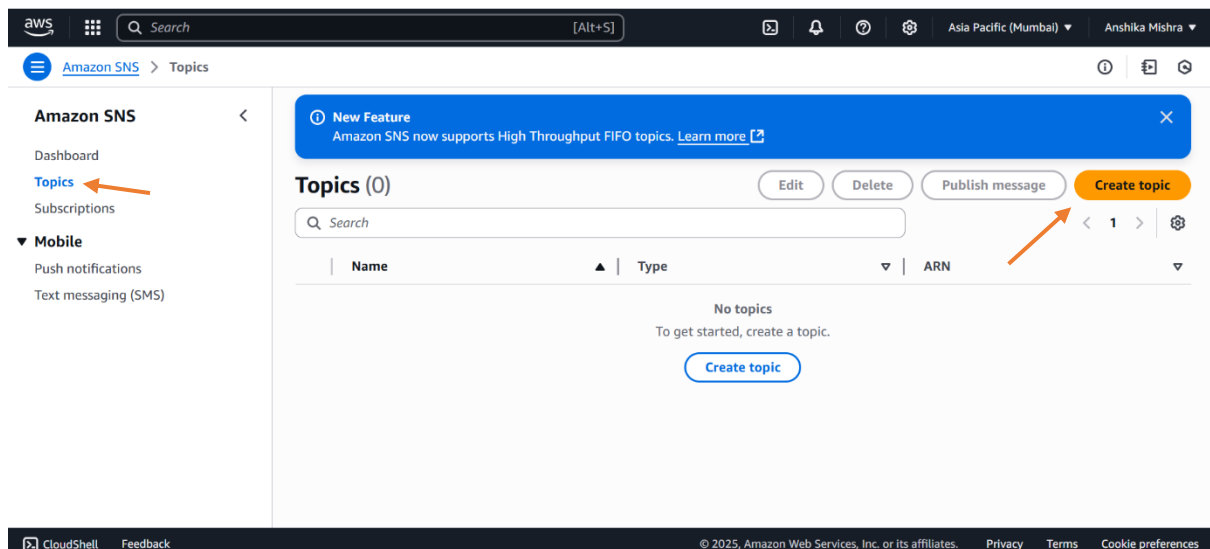 aws Search [Alt+S] Asia Pacific (Mumbai) Anshika Mishra
Amazon SNS > Topics
Amazon SNS
Dashboard
Topics
Subscriptions
Mobile
Push notifications
Text messaging (SMS)
New Feature
Amazon SNS now supports High Throughput FIFO topics. Learn more
Topics (0) Edit Delete Publish message Create topic
Search 1
Name Type ARN
No topics
To get started, create a topic.
Create topic
CloudShell Feedback © 2025, Amazon Web Services, Inc. or its affiliates. Privacy Terms Cookie preferences